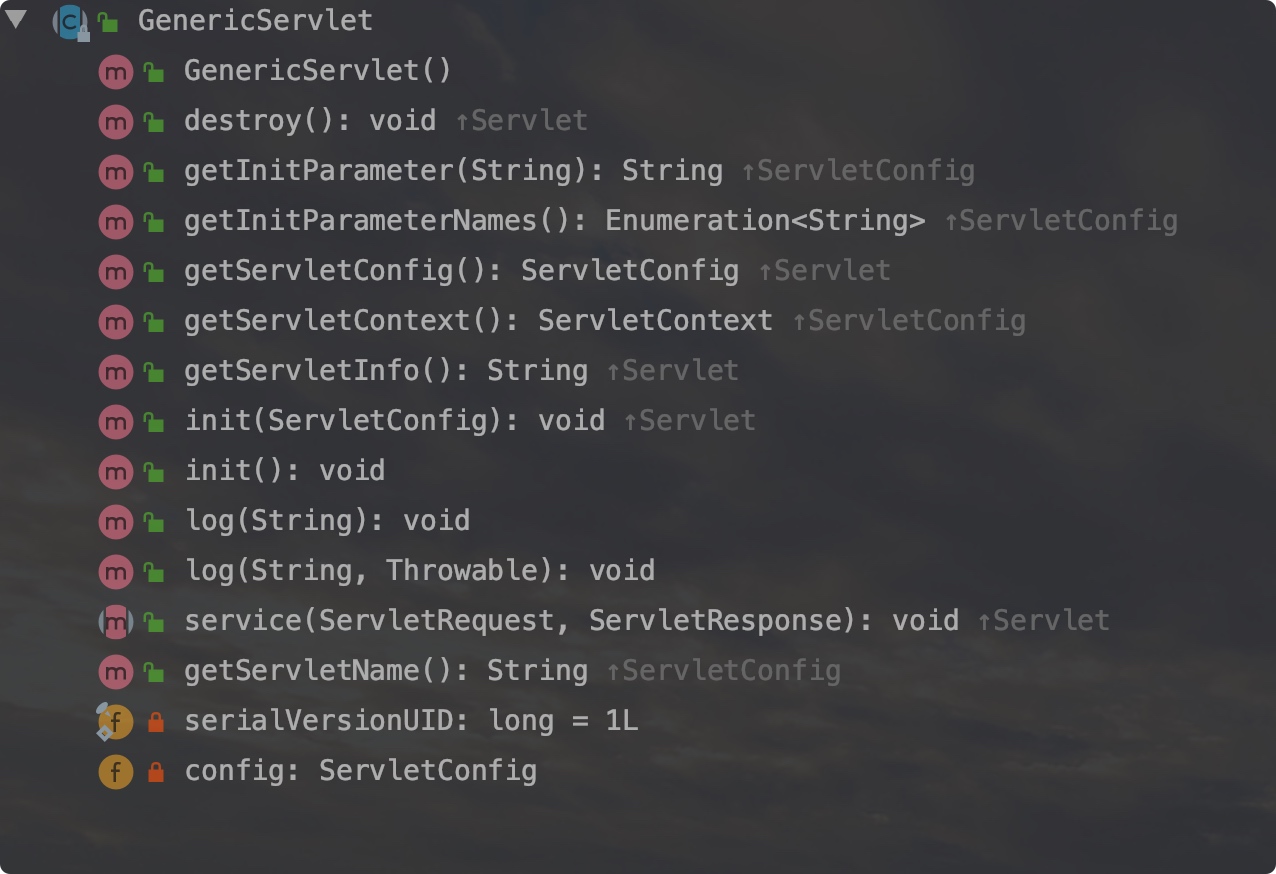 GenericServlet
GenericServlet()
destroy(): void ↑Servlet
getInitParameter(String): String ↑ServletConfig
getInitParameterNames(): Enumeration<String> ↑ServletConfig
getServletConfig(): ServletConfig ↑Servlet
getServletContext(): ServletContext ↑ServletConfig
getServletInfo(): String ↑Servlet
init(ServletConfig): void ↑Servlet
init(): void
log(String): void
log(String, Throwable): void
service(ServletRequest, ServletResponse): void ↑Servlet
getServletName(): String ↑ServletConfig
serialVersionUID: long = 1L
config: ServletConfig